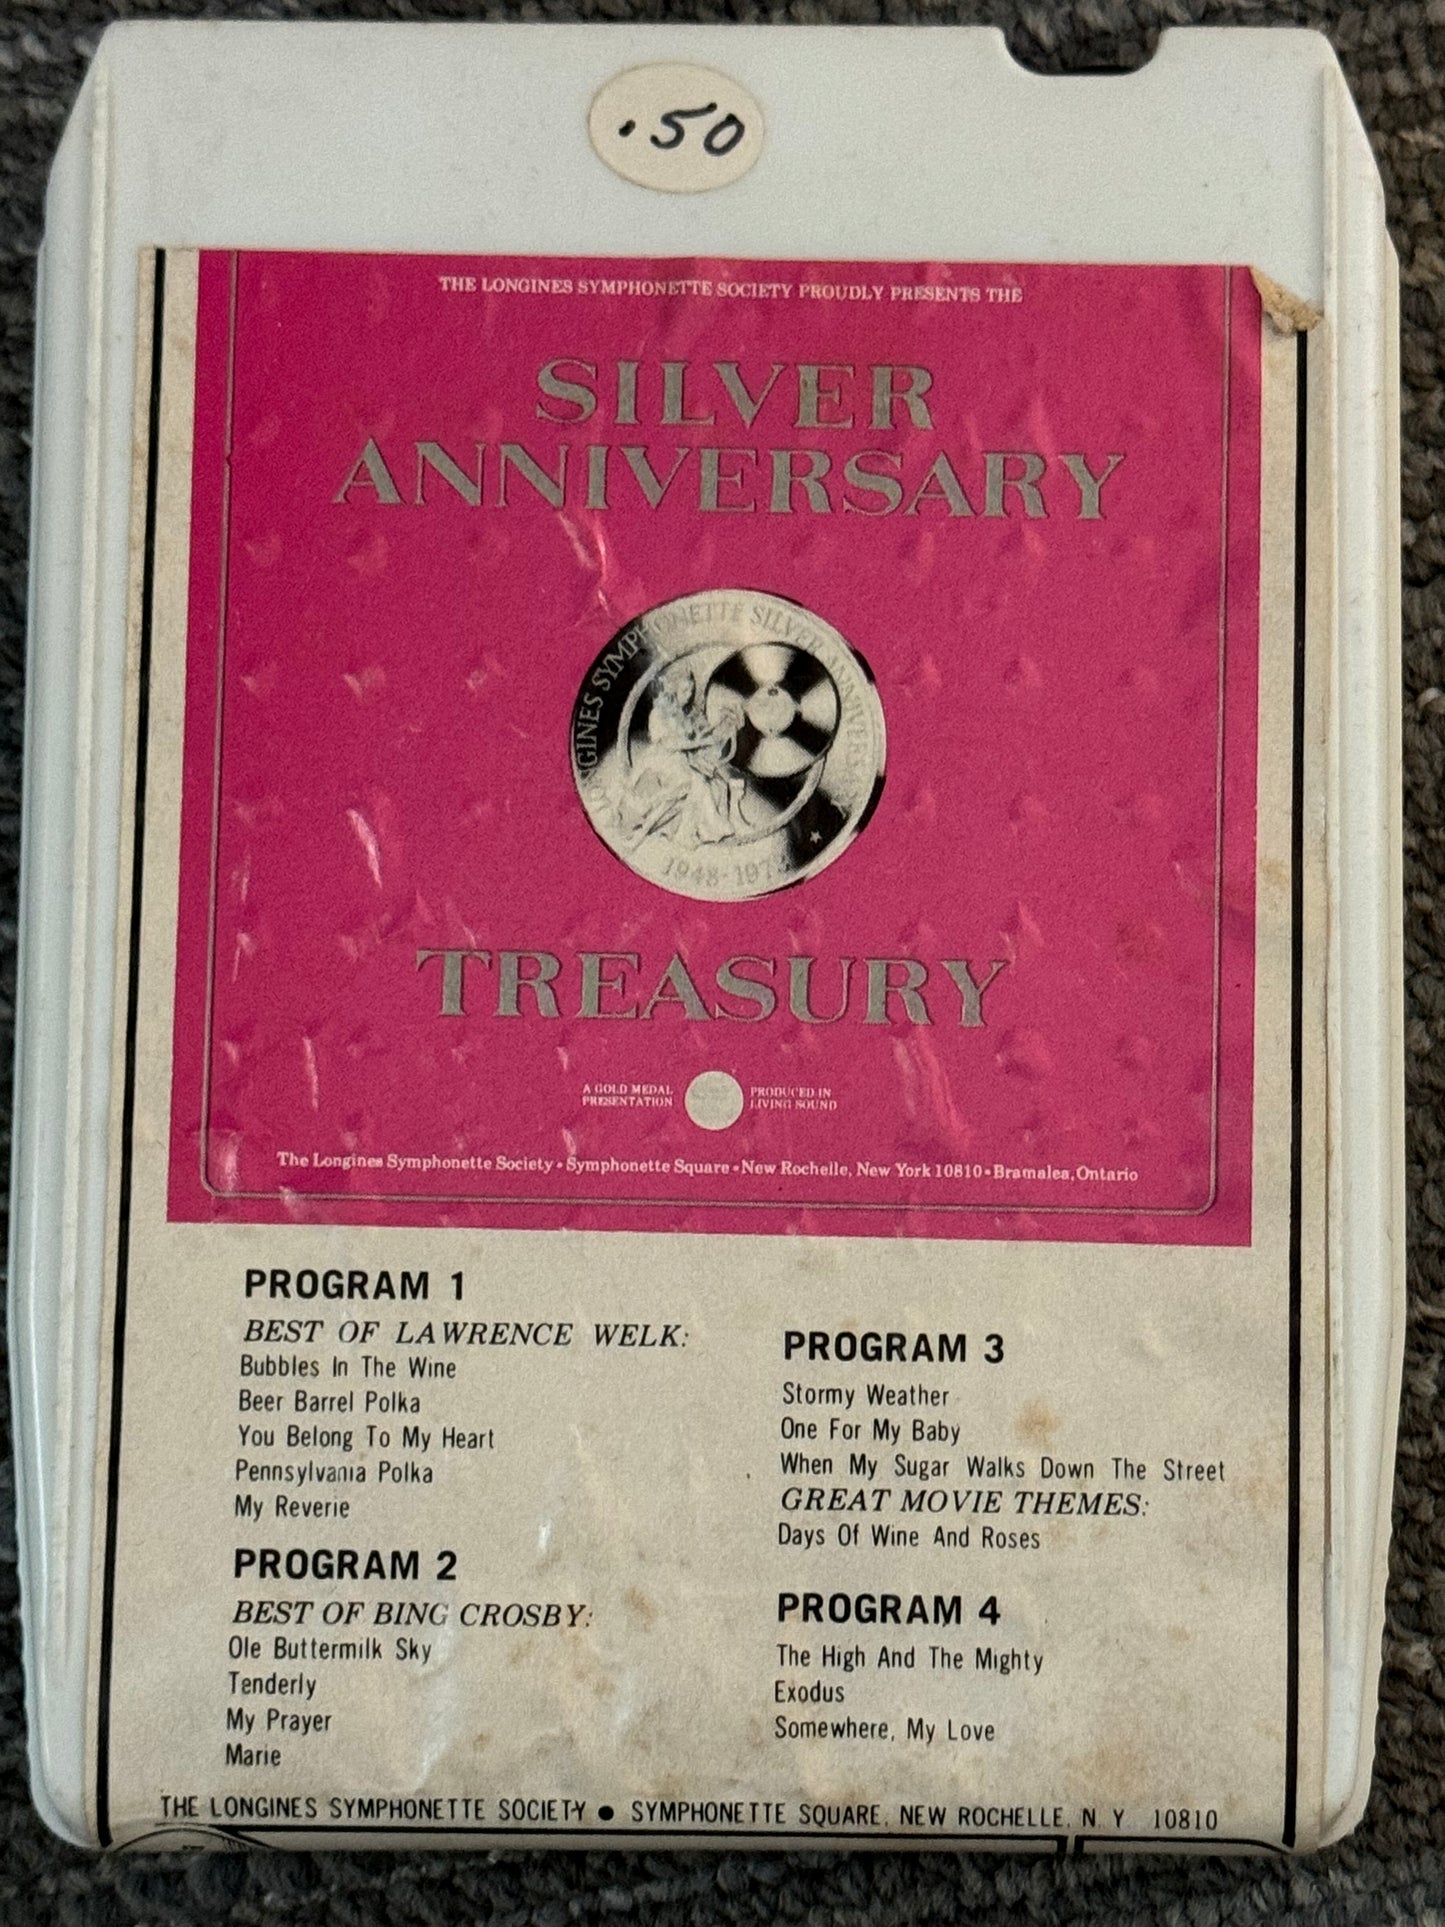 .50
THE LONGINES SYMPHONETTE SOCIETY PROUDLY PRESENTS THE
SILVER
ANNIVERSARY
LONGINES SYMPHONETTE SILVER ANNIVERS
1948-197
TREASURY
A GOLD MEDAL
PRESENTATION
PRODUCED IN
LIVING SOUND
The Longines Symphonette Society • Symphonette Square • New Rochelle, New York 10810 • Bramalea, Ontario
PROGRAM 1
BEST OF LAWRENCE WELK:
Bubbles In The Wine
Beer Barrel Polka
You Belong To My Heart
Pennsylvania Polka
My Reverie
PROGRAM 2
BEST OF BING CROSBY:
Ole Buttermilk Sky
Tenderly
My Prayer
Marie
PROGRAM 3
Stormy Weather
One For My Baby
When My Sugar Walks Down The Street
GREAT MOVIE THEMES:
Days Of Wine And Roses
PROGRAM 4
The High And The Mighty
Exodus
Somewhere, My Love
THE LONGINES SYMPHONETTE SOCIETY ● SYMPHONETTE SQUARE, NEW ROCHELLE, N. Y. 10810